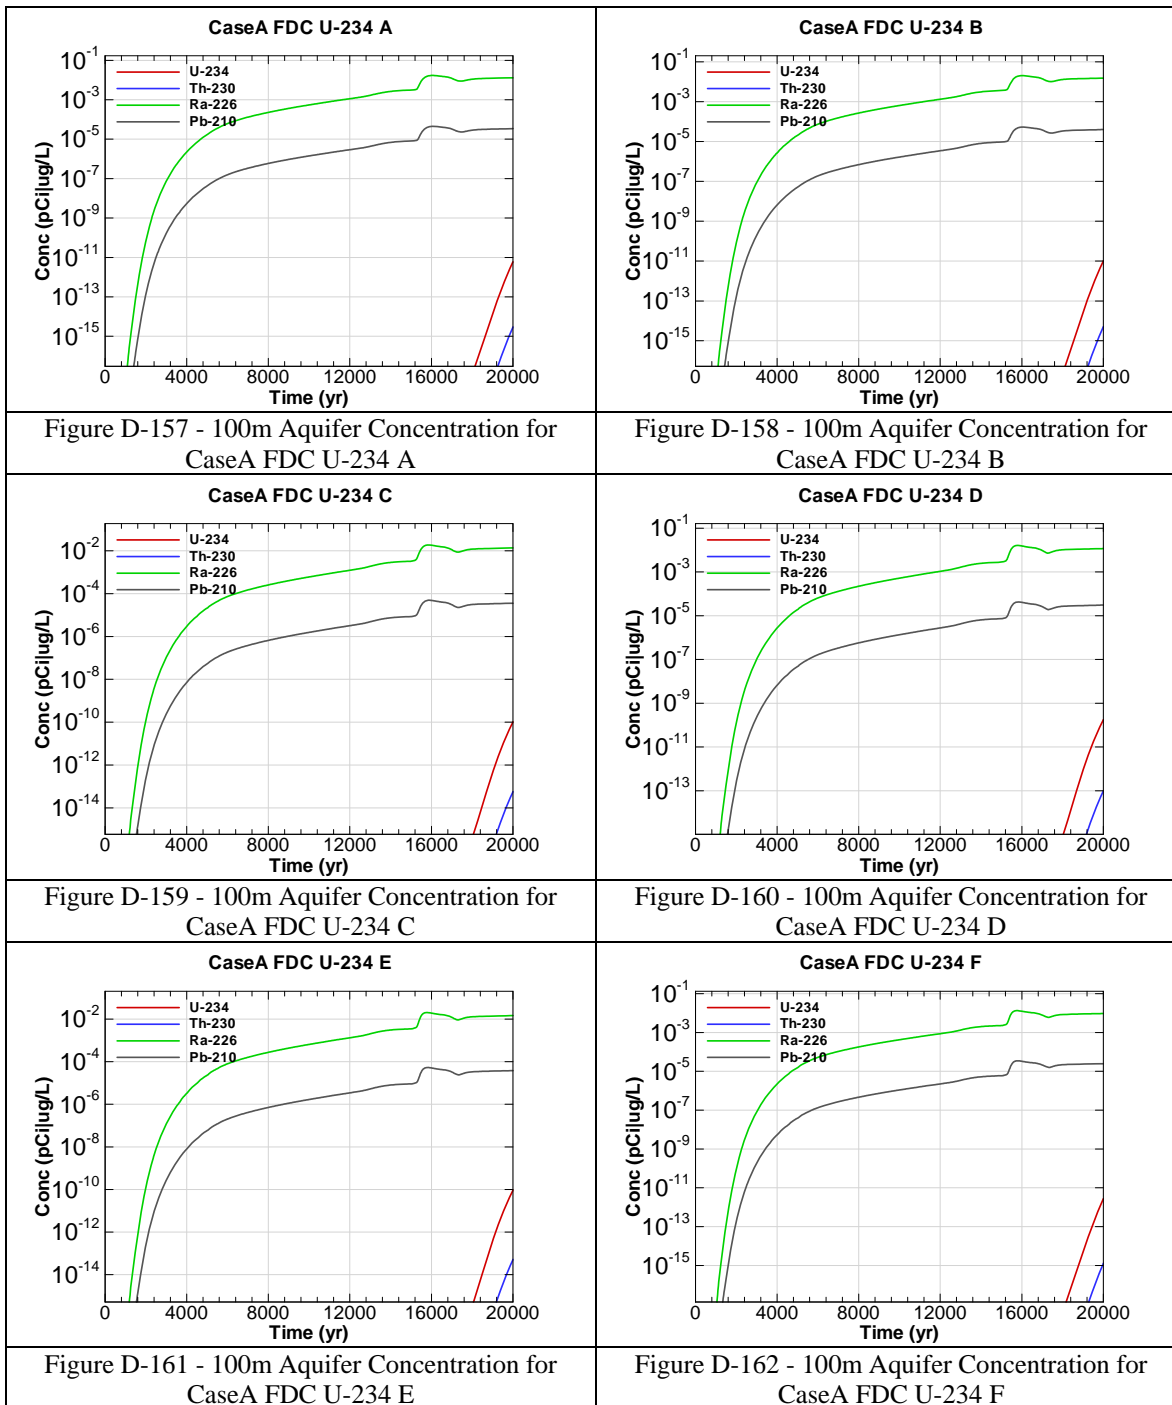 CaseA FDC U-234 A
Conc (pCi|ug/L)
10-1
10-3
10-5
10-7
10-9
10-11
10-13
10-15
U-234
Th-230
Ra-226
Pb-210
0 4000 8000 12000 16000 20000
Time (yr)
Figure D-157 - 100m Aquifer Concentration for
CaseA FDC U-234 A
CaseA FDC U-234 B
Conc (pCi|ug/L)
10-1
10-3
10-5
10-7
10-9
10-11
10-13
10-15
U-234
Th-230
Ra-226
Pb-210
0 4000 8000 12000 16000 20000
Time (yr)
Figure D-158 - 100m Aquifer Concentration for
CaseA FDC U-234 B
CaseA FDC U-234 C
Conc (pCi|ug/L)
10-2
10-4
10-6
10-8
10-10
10-12
10-14
U-234
Th-230
Ra-226
Pb-210
0 4000 8000 12000 16000 20000
Time (yr)
Figure D-159 - 100m Aquifer Concentration for
CaseA FDC U-234 C
CaseA FDC U-234 D
Conc (pCi|ug/L)
10-1
10-3
10-5
10-7
10-9
10-11
10-13
U-234
Th-230
Ra-226
Pb-210
0 4000 8000 12000 16000 20000
Time (yr)
Figure D-160 - 100m Aquifer Concentration for
CaseA FDC U-234 D
CaseA FDC U-234 E
Conc (pCi|ug/L)
10-2
10-4
10-6
10-8
10-10
10-12
10-14
U-234
Th-230
Ra-226
Pb-210
0 4000 8000 12000 16000 20000
Time (yr)
Figure D-161 - 100m Aquifer Concentration for
CaseA FDC U-234 E
CaseA FDC U-234 F
Conc (pCi|ug/L)
10-1
10-3
10-5
10-7
10-9
10-11
10-13
10-15
U-234
Th-230
Ra-226
Pb-210
0 4000 8000 12000 16000 20000
Time (yr)
Figure D-162 - 100m Aquifer Concentration for
CaseA FDC U-234 F